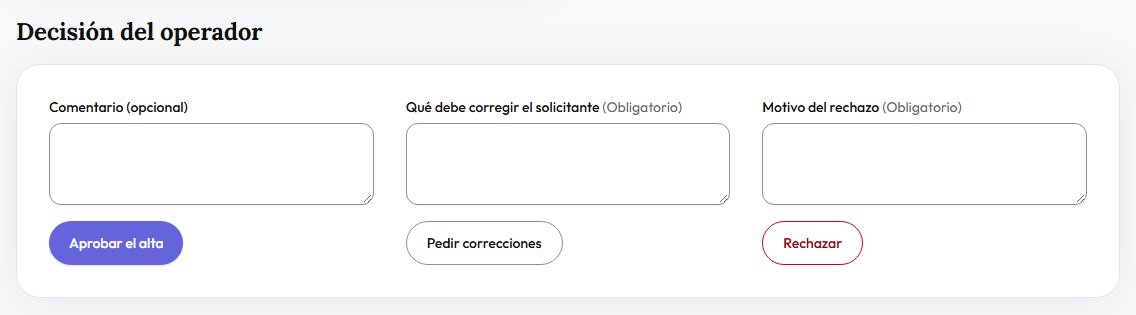 Decisión del operador
Comentario (opcional)
Qué debe corregir el solicitante (Obligatorio)
Motivo del rechazo (Obligatorio)
Aprobar el alta
Pedir correcciones
Rechazar